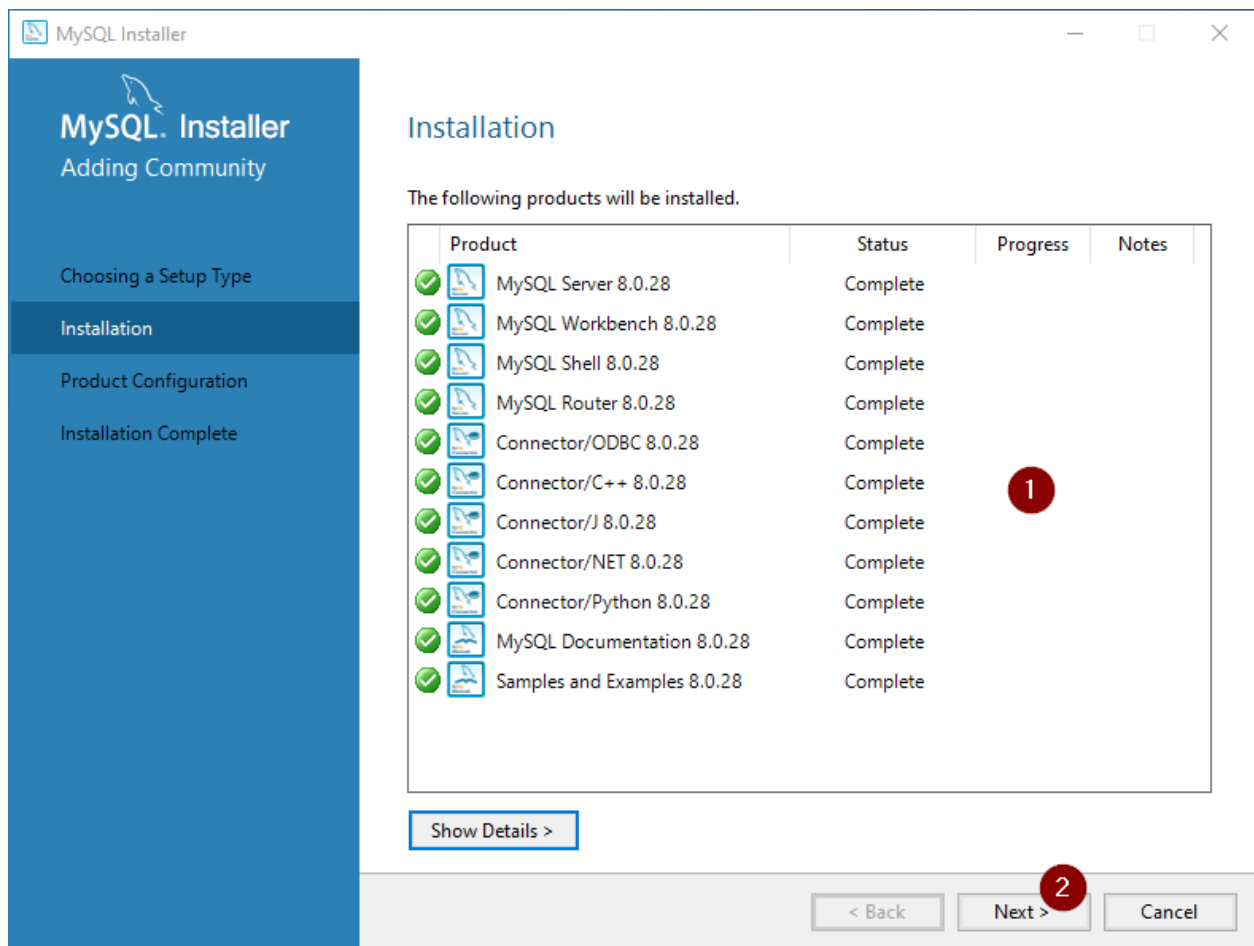 MySQL Installer
MySQL. Installer
Adding Community
Choosing a Setup Type
Installation
Product Configuration
Installation Complete
Installation
The following products will be installed.
Product Status Progress Notes
MySQL Server 8.0.28 Complete
MySQL Workbench 8.0.28 Complete
MySQL Shell 8.0.28 Complete
MySQL Router 8.0.28 Complete
Connector/ODBC 8.0.28 Complete
Connector/C++ 8.0.28 Complete
1
Connector/J 8.0.28 Complete
Connector/NET 8.0.28 Complete
Connector/Python 8.0.28 Complete
MySQL Documentation 8.0.28 Complete
Samples and Examples 8.0.28 Complete
Show Details >
2
< Back Next > Cancel